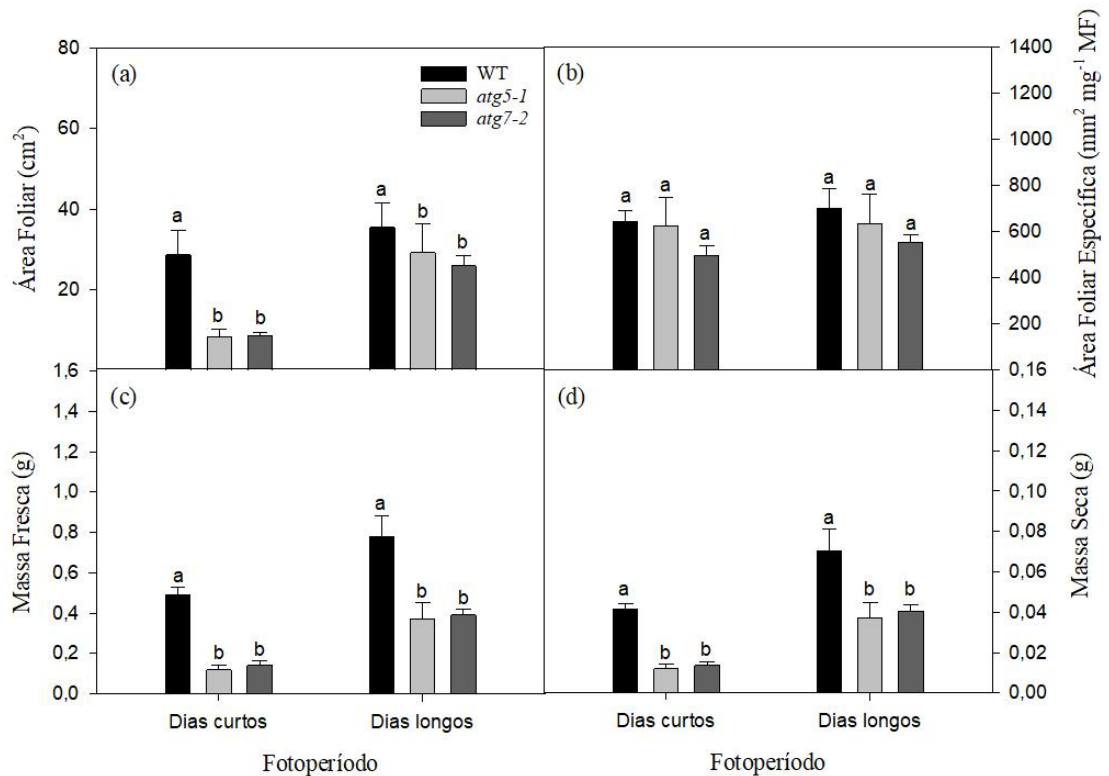 (a)
WT
atg5-1
atg7-2
80
60
40
20
Área Foliar (cm²)
a
b
b
a
b
b
(b)
1400
1200
1000
800
600
400
200
Área Foliar Específica (mm² mg⁻¹ MF)
a
a
a
a
a
a
(c)
1,6
1,4
1,2
1,0
0,8
0,6
0,4
0,2
0,0
Massa Fresca (g)
a
b
b
a
b
b
Dias curtos
Dias longos
Fotoperíodo
(d)
0,16
0,14
0,12
0,10
0,08
0,06
0,04
0,02
0,00
Massa Seca (g)
a
b
b
a
b
b
Dias curtos
Dias longos
Fotoperíodo